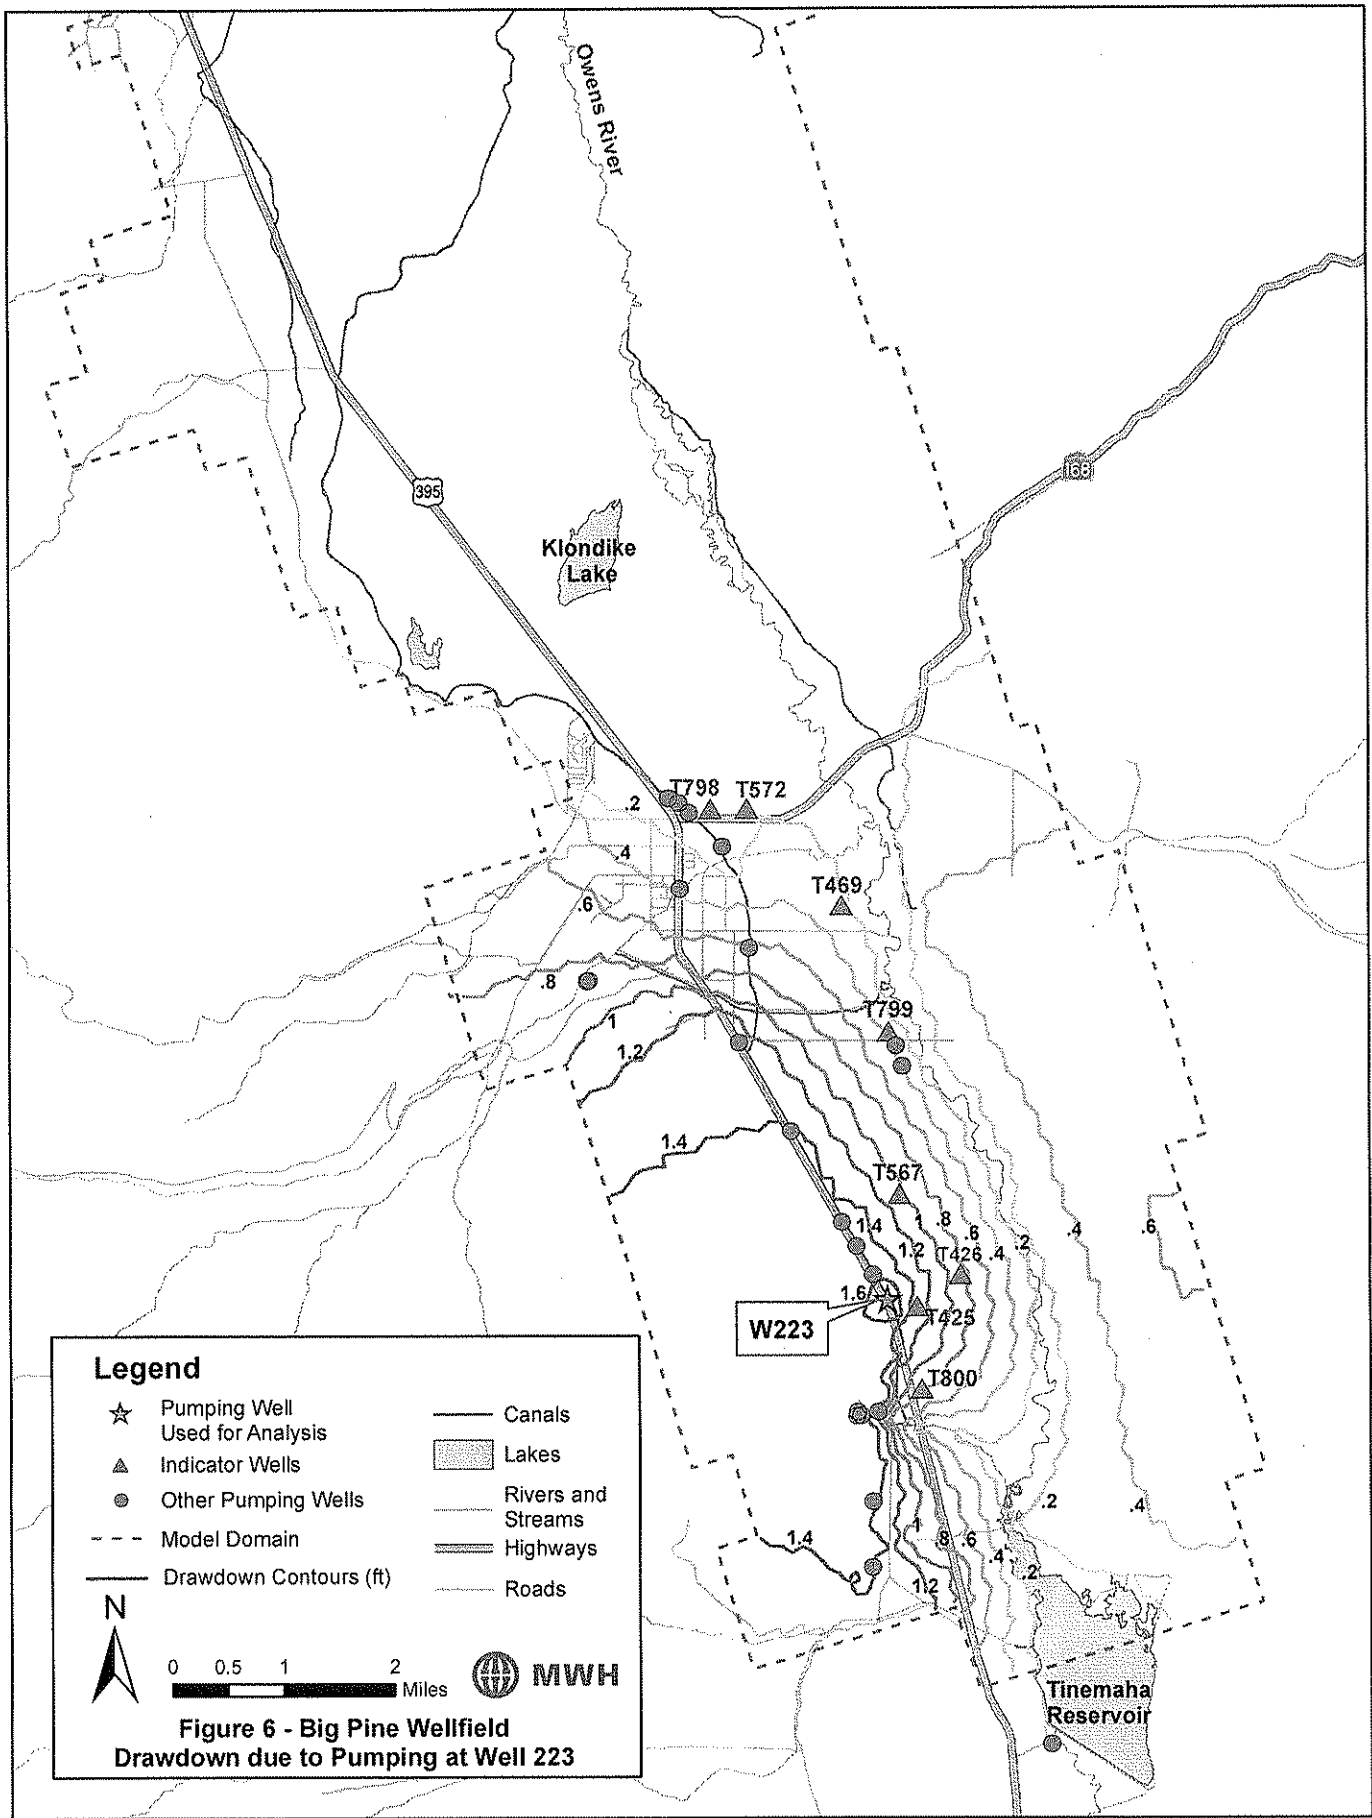 Owens River
168
395
Klondike
Lake
T798
T572
.2
.4
T469
.6
.8
T799
1
1.2
1.4
T567
1.4
1.2
1
.8
.6
.4
.2
.4
.6
T426
1.6
W223
T425
T800
.2
.4
1.4
1
.8
.6
.4
.2
1.2
Tinemaha
Reservoir
Legend
Pumping Well
Used for Analysis
Indicator Wells
Other Pumping Wells
Model Domain
Drawdown Contours (ft)
Canals
Lakes
Rivers and
Streams
Highways
Roads
N
0 0.5 1 2
Miles
MWH
Figure 6 - Big Pine Wellfield
Drawdown due to Pumping at Well 223